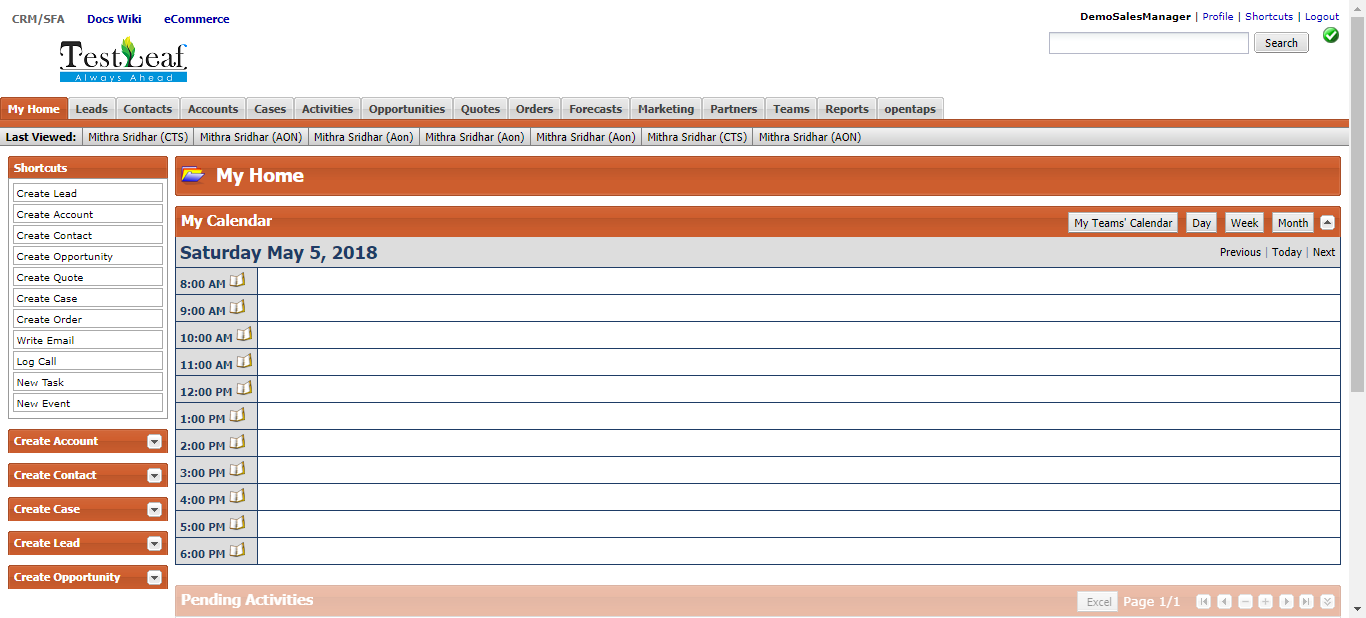 CRM/SFA Docs Wiki eCommerce
DemoSalesManager | Profile | Shortcuts | Logout
Search
TestLeaf
Always Ahead
My Home Leads Contacts Accounts Cases Activities Opportunities Quotes Orders Forecasts Marketing Partners Teams Reports opentaps
Last Viewed: Mithra Sridhar (CTS) Mithra Sridhar (AON) Mithra Sridhar (Aon) Mithra Sridhar (Aon) Mithra Sridhar (Aon) Mithra Sridhar (CTS) Mithra Sridhar (AON)
Shortcuts
Create Lead
Create Account
Create Contact
Create Opportunity
Create Quote
Create Case
Create Order
Write Email
Log Call
New Task
New Event
Create Account
Create Contact
Create Case
Create Lead
Create Opportunity
My Home
My Calendar My Teams' Calendar Day Week Month
Saturday May 5, 2018 Previous | Today | Next
8:00 AM
9:00 AM
10:00 AM
11:00 AM
12:00 PM
1:00 PM
2:00 PM
3:00 PM
4:00 PM
5:00 PM
6:00 PM
Pending Activities Excel Page 1/1